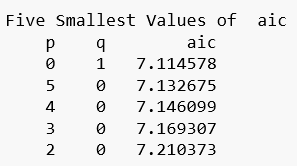 Five Smallest Values of  aic
p q aic
0 1 7.114578
5 0 7.132675
4 0 7.146099
3 0 7.169307
2 0 7.210373